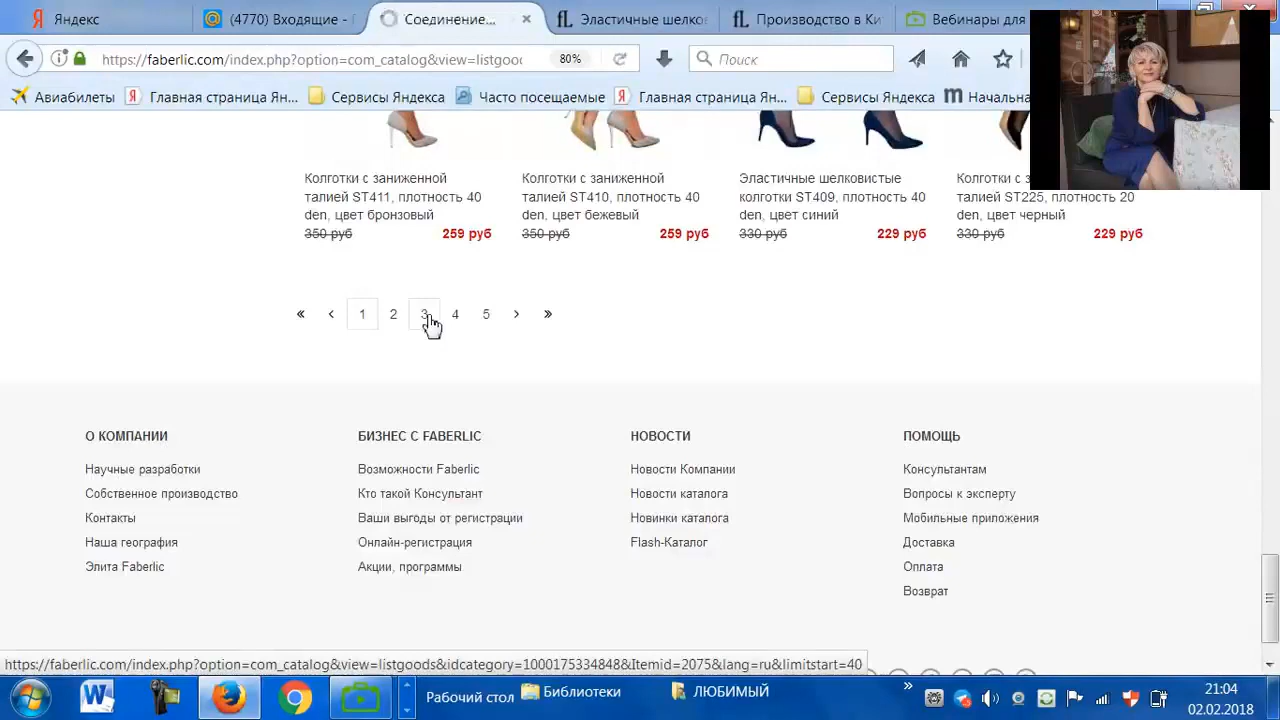 Яндекс
(4770) Входящие -
Соединение...
Эластичные шелков
Производство в Ки
Вебинары для
https://faberlic.com/index.php?option=com_catalog&view=listgood
80%
Поиск
Авиабилеты
Главная страница Ян...
Сервисы Яндекса
Часто посещаемые
Главная страница Ян...
Сервисы Яндекса
Начальна
Колготки с заниженной
талией ST411, плотность 40
den, цвет бронзовый
350 руб 259 руб
Колготки с заниженной
талией ST410, плотность 40
den, цвет бежевый
350 руб 259 руб
Эластичные шелковистые
колготки ST409, плотность 40
den, цвет синий
330 руб 229 руб
Колготки с з
талией ST225, плотность 20
den, цвет черный
330 руб 229 руб
« ‹ 1 2 3 4 5 › »
О КОМПАНИИ
Научные разработки
Собственное производство
Контакты
Наша география
Элита Faberlic
БИЗНЕС С FABERLIC
Возможности Faberlic
Кто такой Консультант
Ваши выгоды от регистрации
Онлайн-регистрация
Акции, программы
НОВОСТИ
Новости Компании
Новости каталога
Новинки каталога
Flash-Каталог
ПОМОЩЬ
Консультантам
Вопросы к эксперту
Мобильные приложения
Доставка
Оплата
Возврат
https://faberlic.com/index.php?option=com_catalog&view=listgoods&idcategory=1000175334848&Itemid=2075&lang=ru&limitstart=40
Рабочий стол
Библиотеки
ЛЮБИМЫЙ
»
21:04
02.02.2018